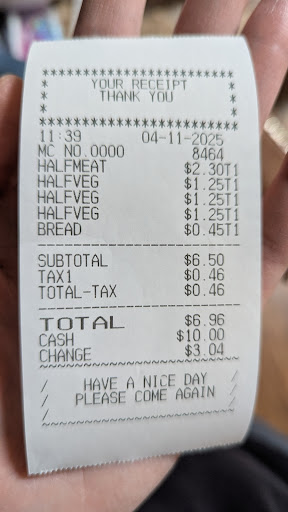 YOUR RECEIPT
THANK YOU
11:39 04-11-2025
MC NO.0000 8464
HALFMEAT $2.30T1
HALFVEG $1.25T1
HALFVEG $1.25T1
HALFVEG $1.25T1
BREAD $0.45T1
SUBTOTAL $6.50
TAX1 $0.46
TOTAL-TAX $0.46
TOTAL $6.96
CASH $10.00
CHANGE $3.04
HAVE A NICE DAY
PLEASE COME AGAIN